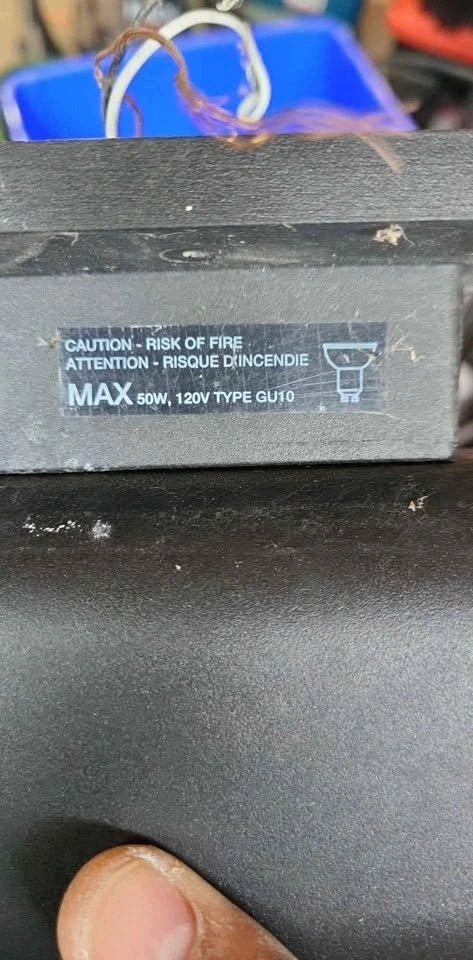 CAUTION - RISK OF FIRE
ATTENTION - RISQUE D'INCENDIE
MAX 50W, 120V TYPE GU10